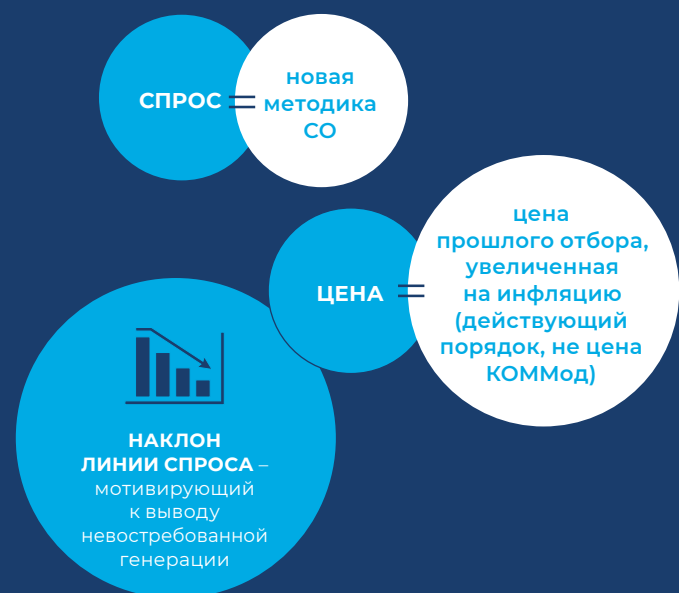 СПРОС =
новая
методика
СО
ЦЕНА =
цена
прошлого отбора,
увеличенная
на инфляцию
(действующий
порядок, не цена
КОММод)
НАКЛОН
ЛИНИИ СПРОСА –
мотивирующий
к выводу
невостребованной
генерации